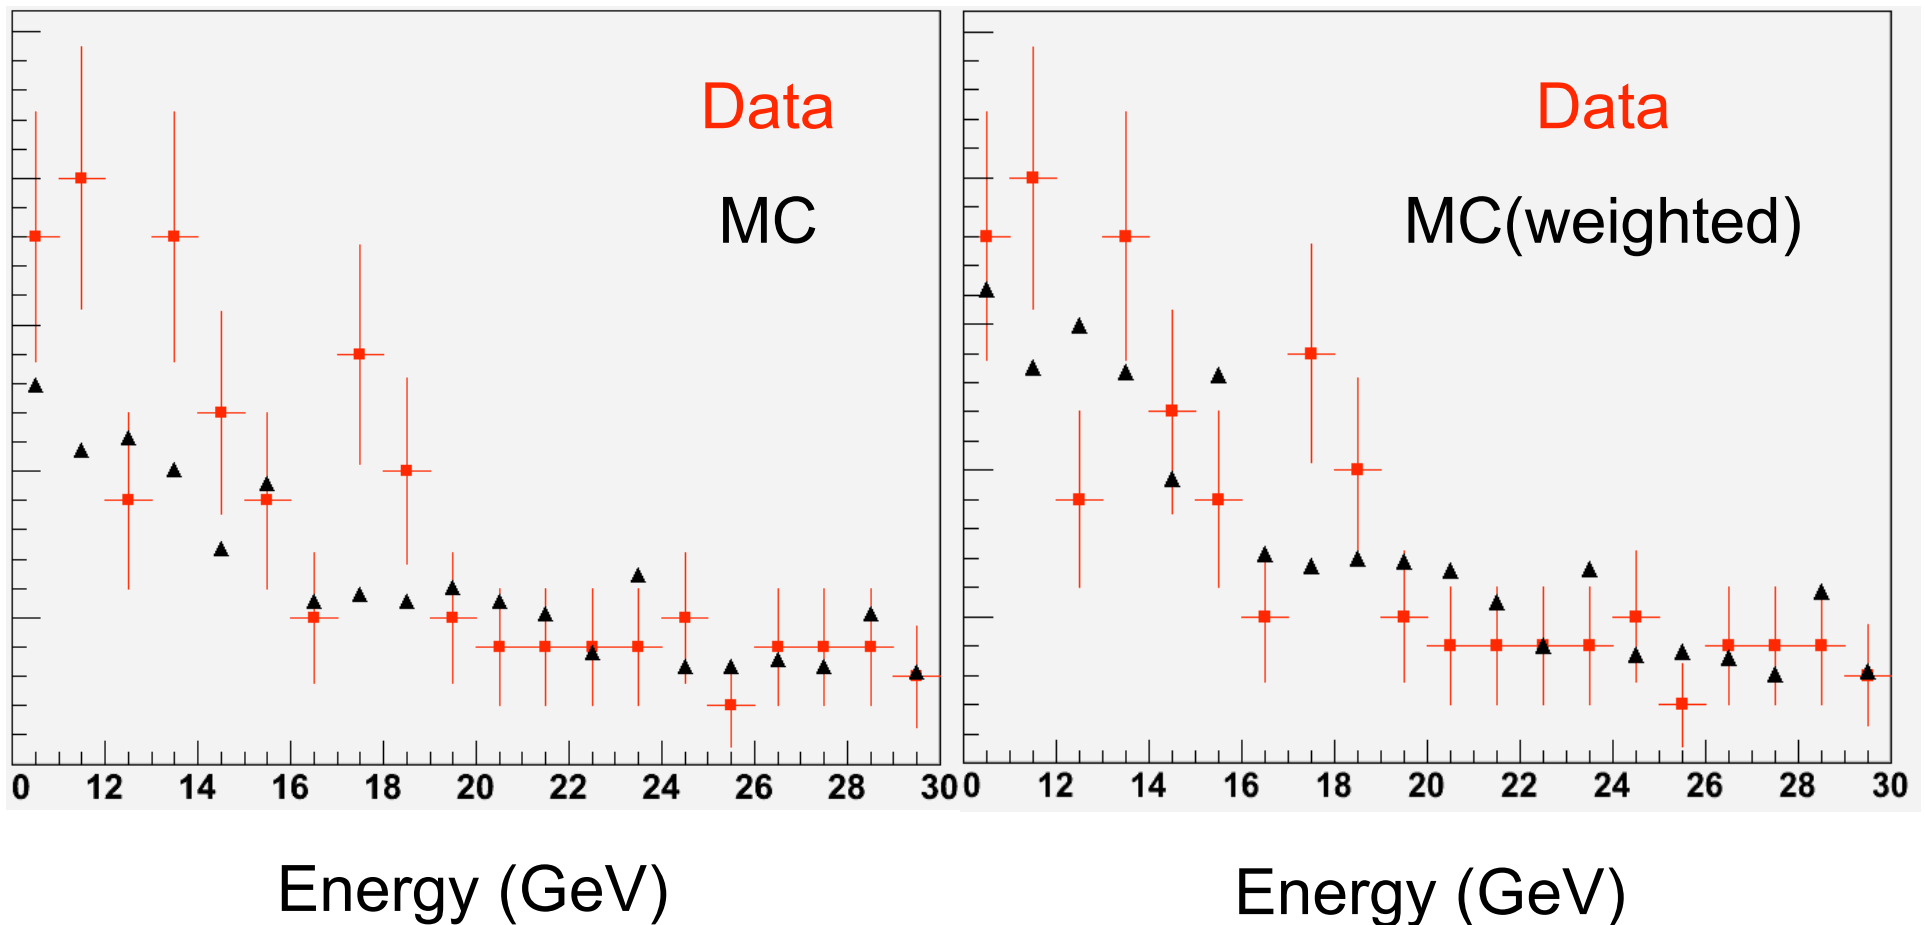 Data
MC
0 12 14 16 18 20 22 24 26 28 30
Energy (GeV)
Data
MC(weighted)
0 12 14 16 18 20 22 24 26 28 30
Energy (GeV)